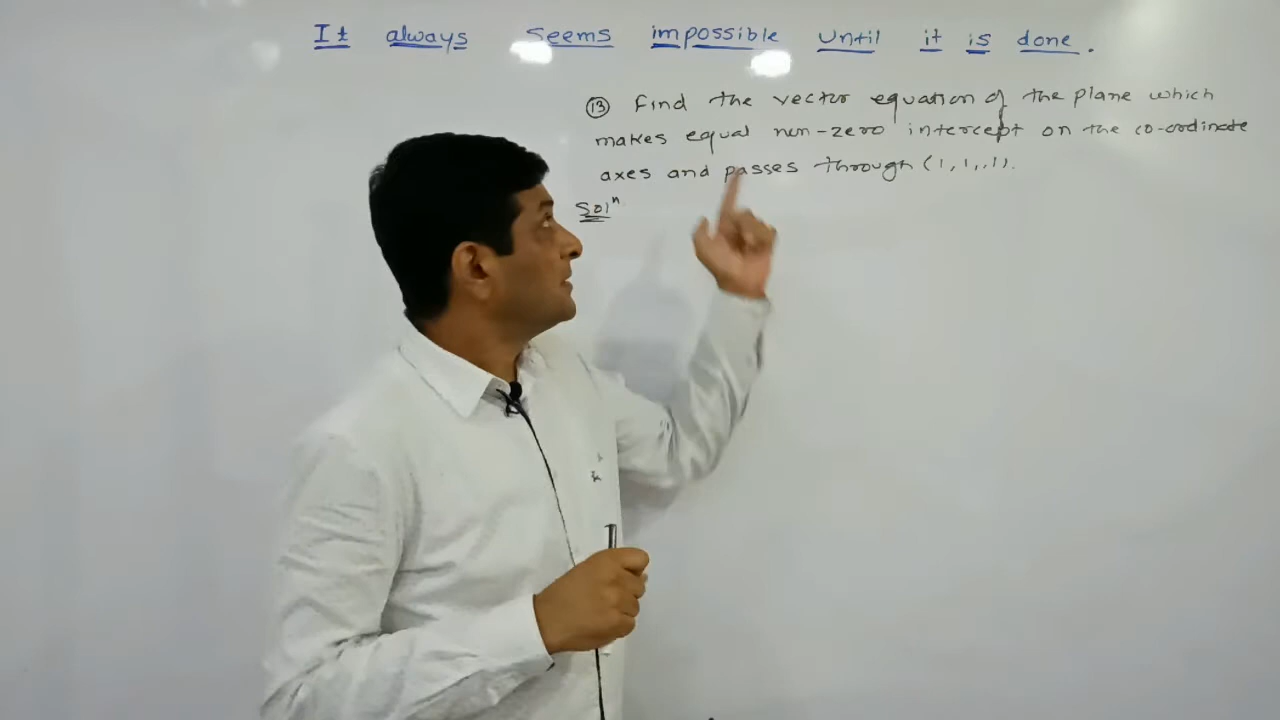 It always seems impossible until it is done.
13 Find the vector equation of the plane which
makes equal non-zero intercept on the co-ordinate
axes and passes through (1,1,1).
Solⁿ